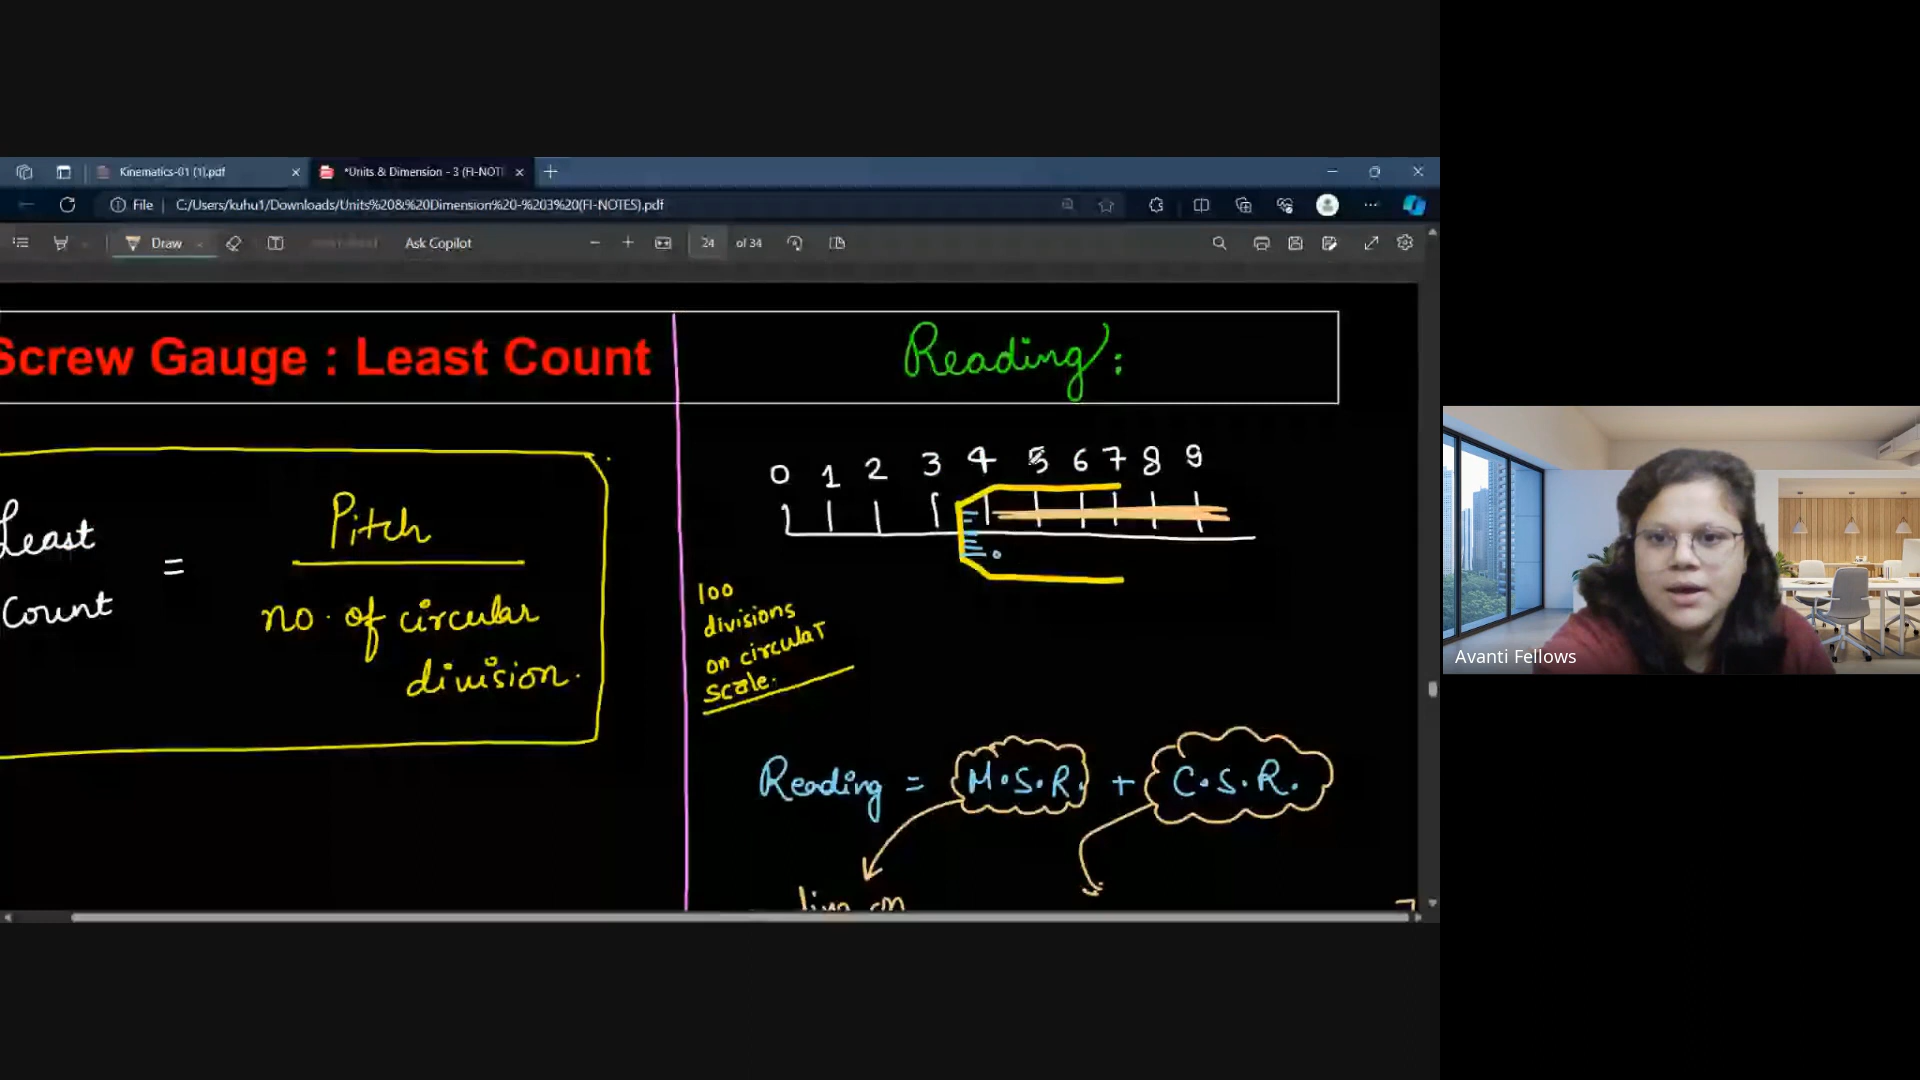 Kinematics-01 (1).pdf
*Units & Dimension - 3 (FI-NOT
File
C:/Users/kuhu1/Downloads/Units%208&%20Dimension%20-%203%20(FI-NOTES).pdf
Draw
Ask Copilot
24 of 34
Screw Gauge : Least Count
Reading :
0 1 2 3 4 5 6 7 8 9
0
Least Count = Pitch
no. of circular
division.
100
divisions
on circular
scale.
Reading = M.S.R. + C.S.R.
Avanti Fellows